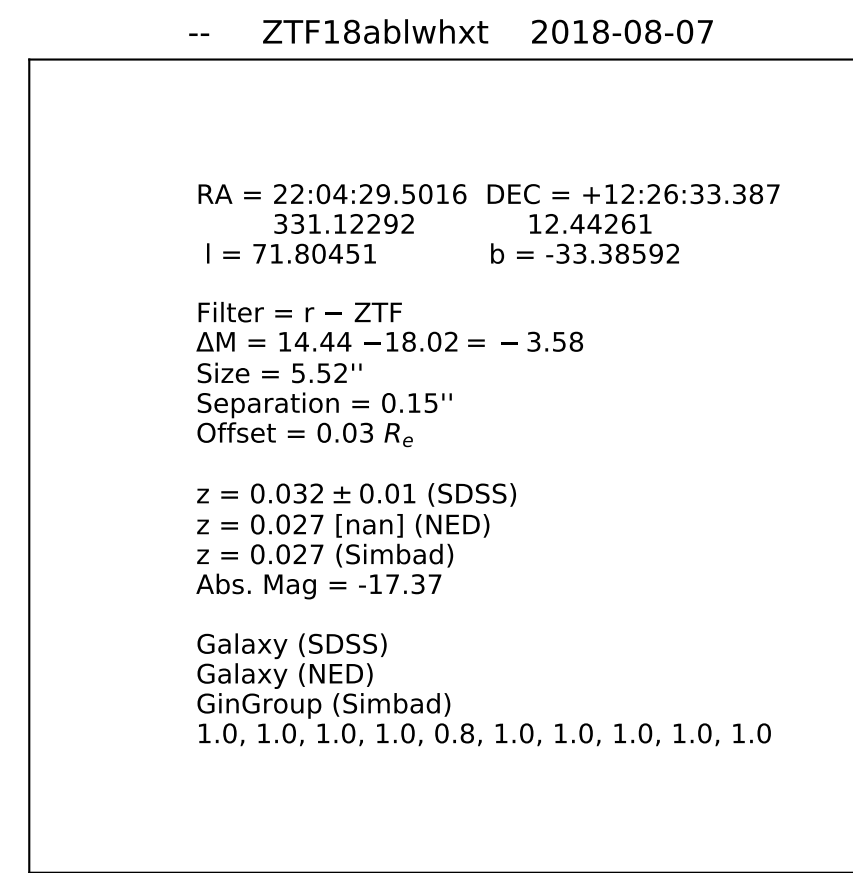 --  ZTF18ablwhxt  2018-08-07
RA = 22:04:29.5016  DEC = +12:26:33.387
331.12292  12.44261
l = 71.80451  b = -33.38592
Filter = r − ZTF
ΔM = 14.44 −18.02 = − 3.58
Size = 5.52''
Separation = 0.15''
Offset = 0.03 Re
z = 0.032 ± 0.01 (SDSS)
z = 0.027 [nan] (NED)
z = 0.027 (Simbad)
Abs. Mag = -17.37
Galaxy (SDSS)
Galaxy (NED)
GinGroup (Simbad)
1.0, 1.0, 1.0, 1.0, 0.8, 1.0, 1.0, 1.0, 1.0, 1.0